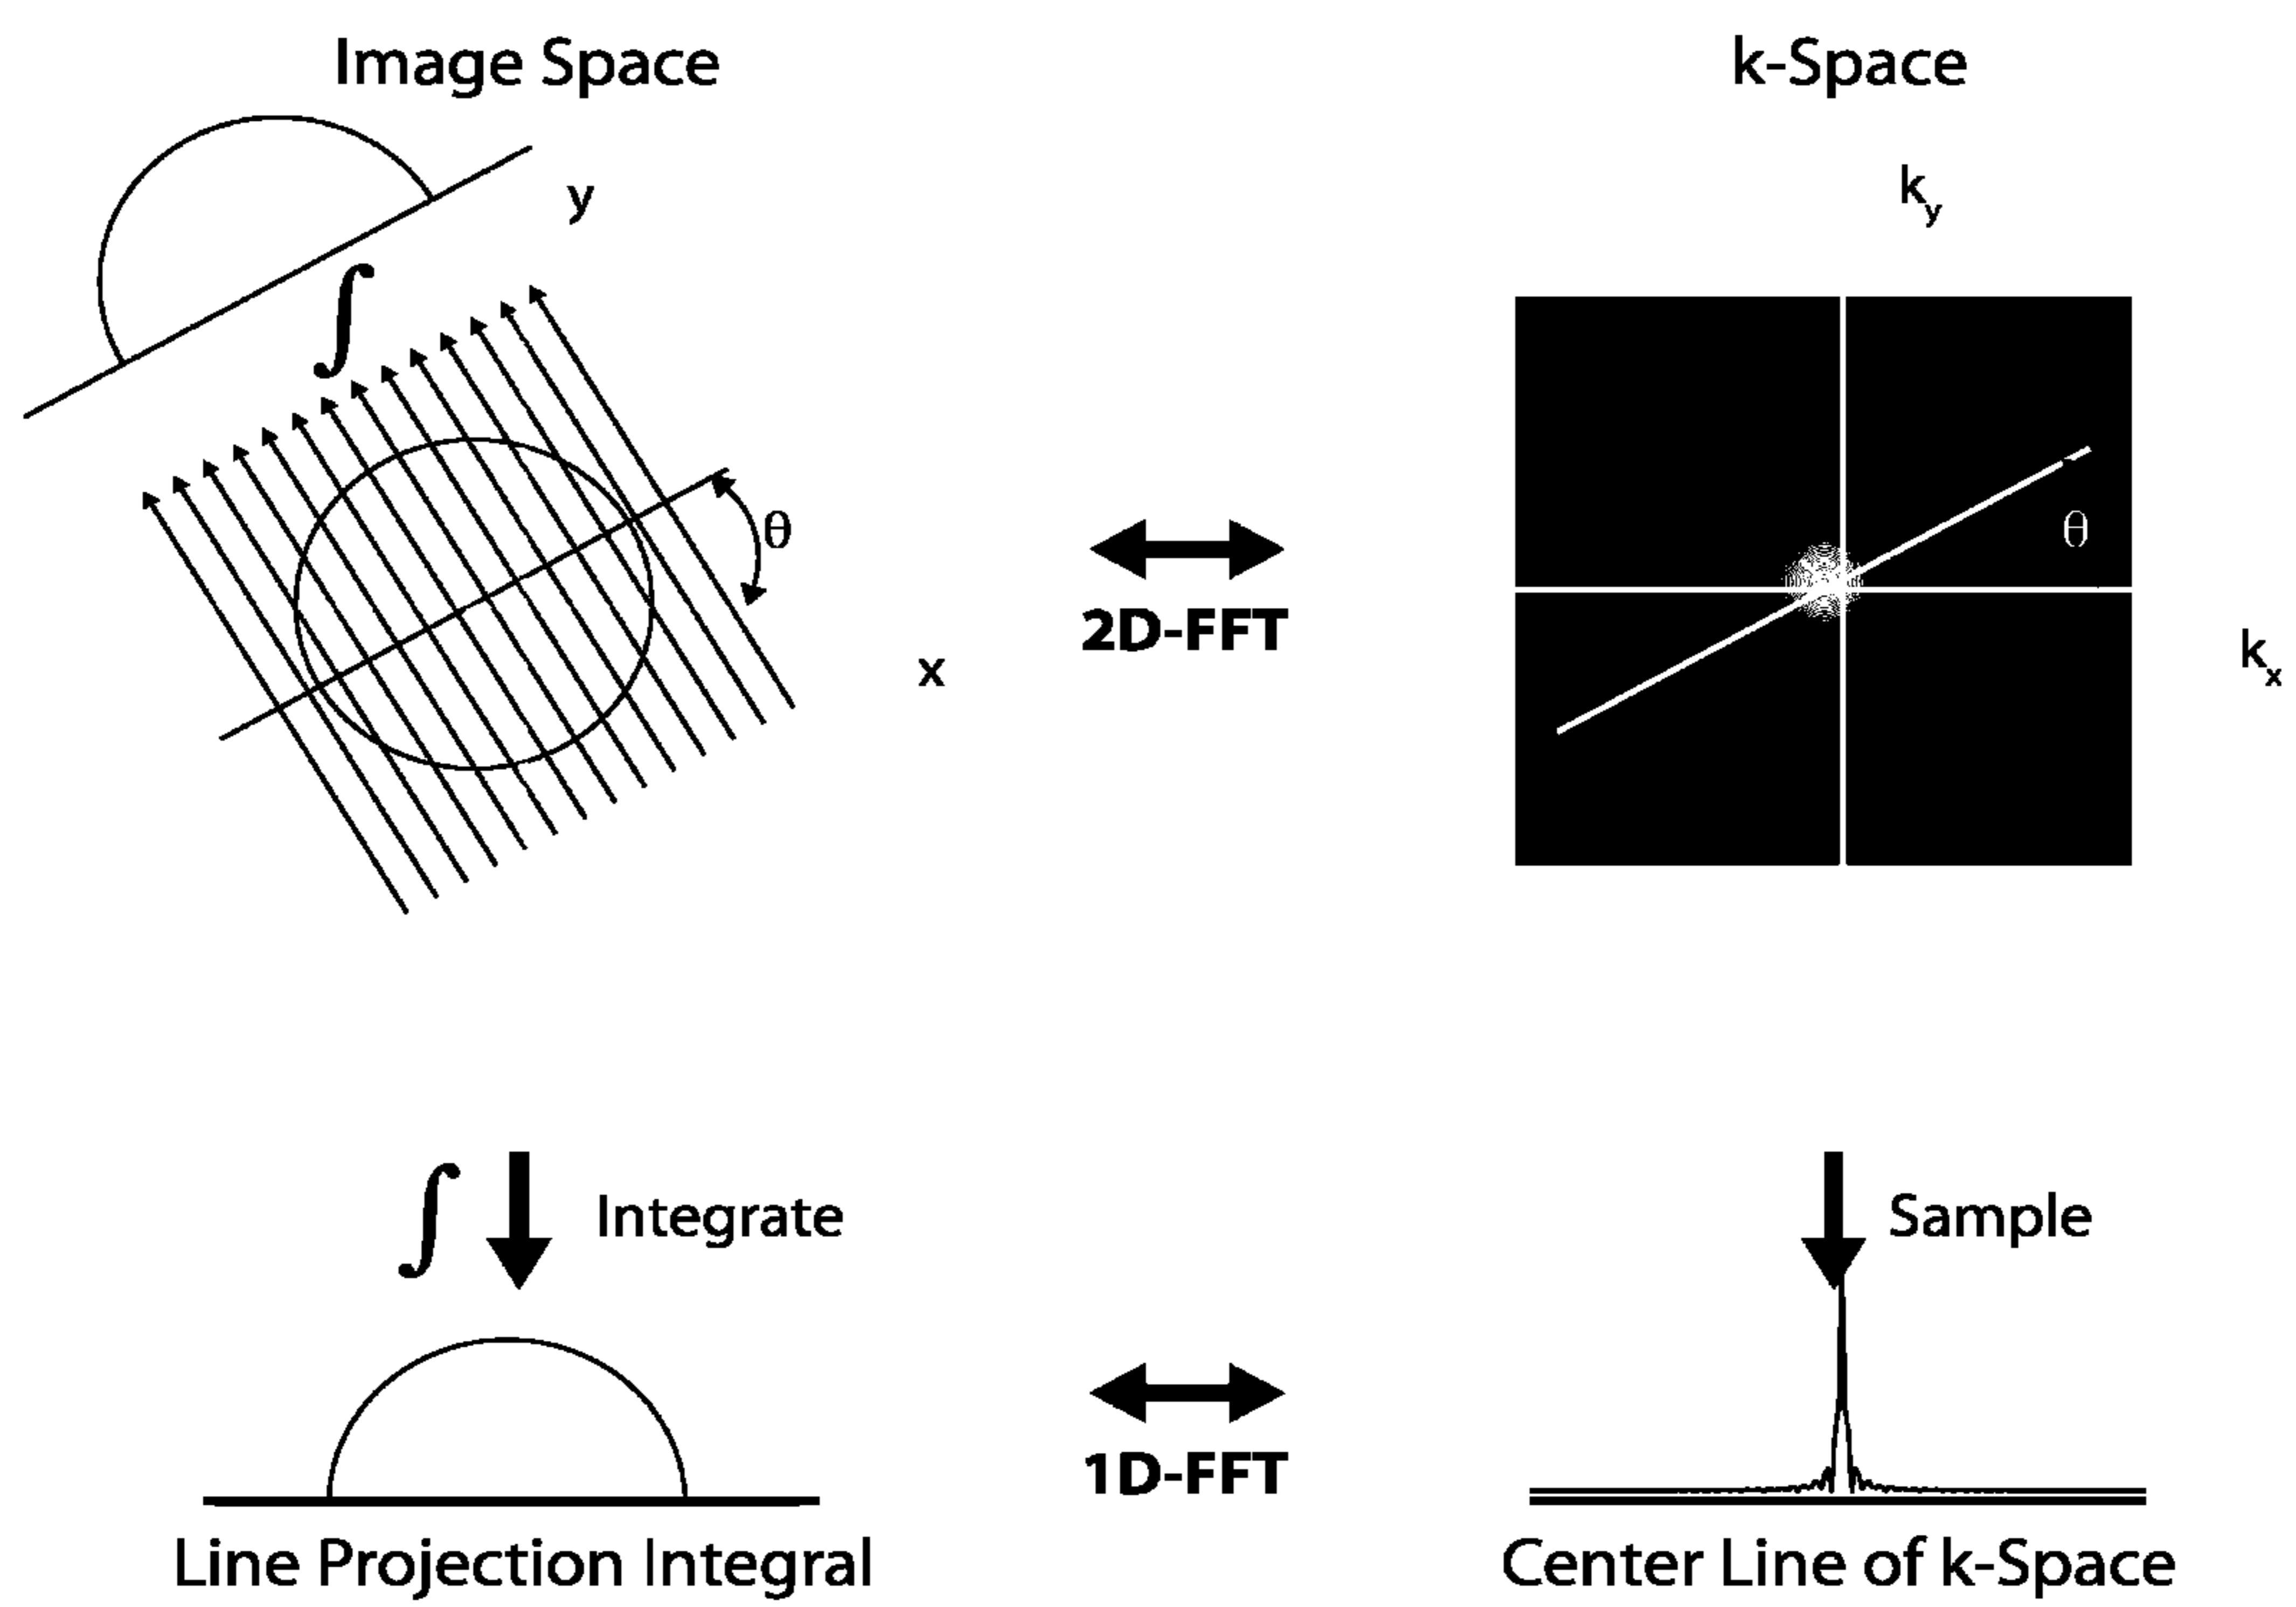 Image Space
k-Space
y
k_y
∫
θ
θ
2D-FFT
x
k_x
∫
Integrate
Sample
1D-FFT
Line Projection Integral
Center Line of k-Space